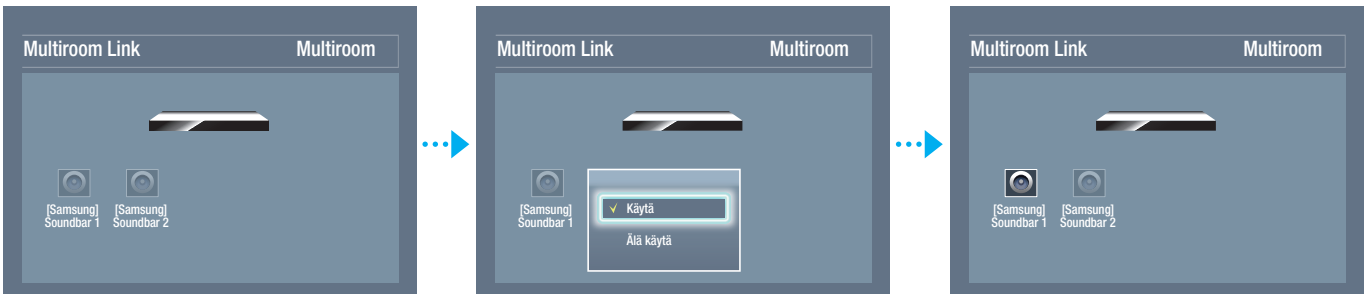 Multiroom Link Multiroom
[Samsung] [Samsung]
Soundbar 1 Soundbar 2
Multiroom Link Multiroom
[Samsung]
Soundbar 1
Käytä
Älä käytä
Multiroom Link Multiroom
[Samsung] [Samsung]
Soundbar 1 Soundbar 2